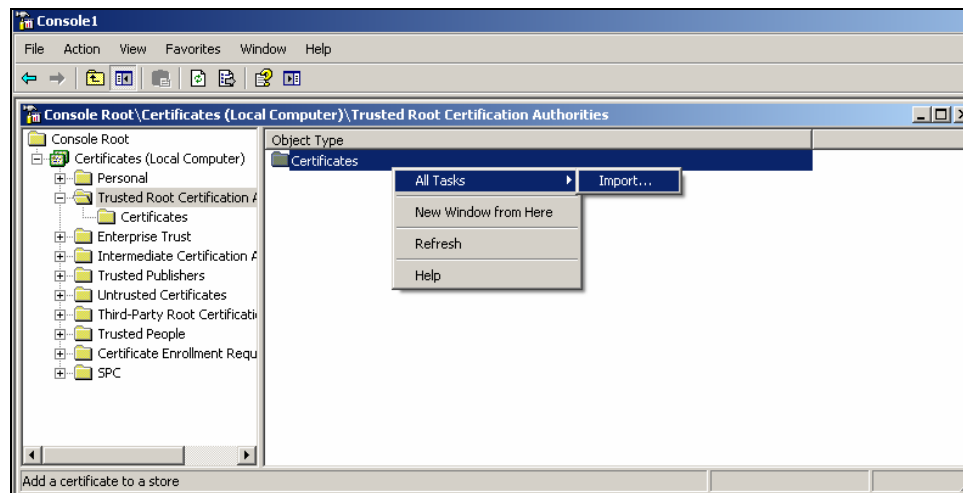 Console1
File Action View Favorites Window Help
Console Root\Certificates (Local Computer)\Trusted Root Certification Authorities
Console Root
Certificates (Local Computer)
Personal
Trusted Root Certification A
Certificates
Enterprise Trust
Intermediate Certification A
Trusted Publishers
Untrusted Certificates
Third-Party Root Certificati
Trusted People
Certificate Enrollment Requ
SPC
Object Type
Certificates
All Tasks
Import...
New Window from Here
Refresh
Help
Add a certificate to a store